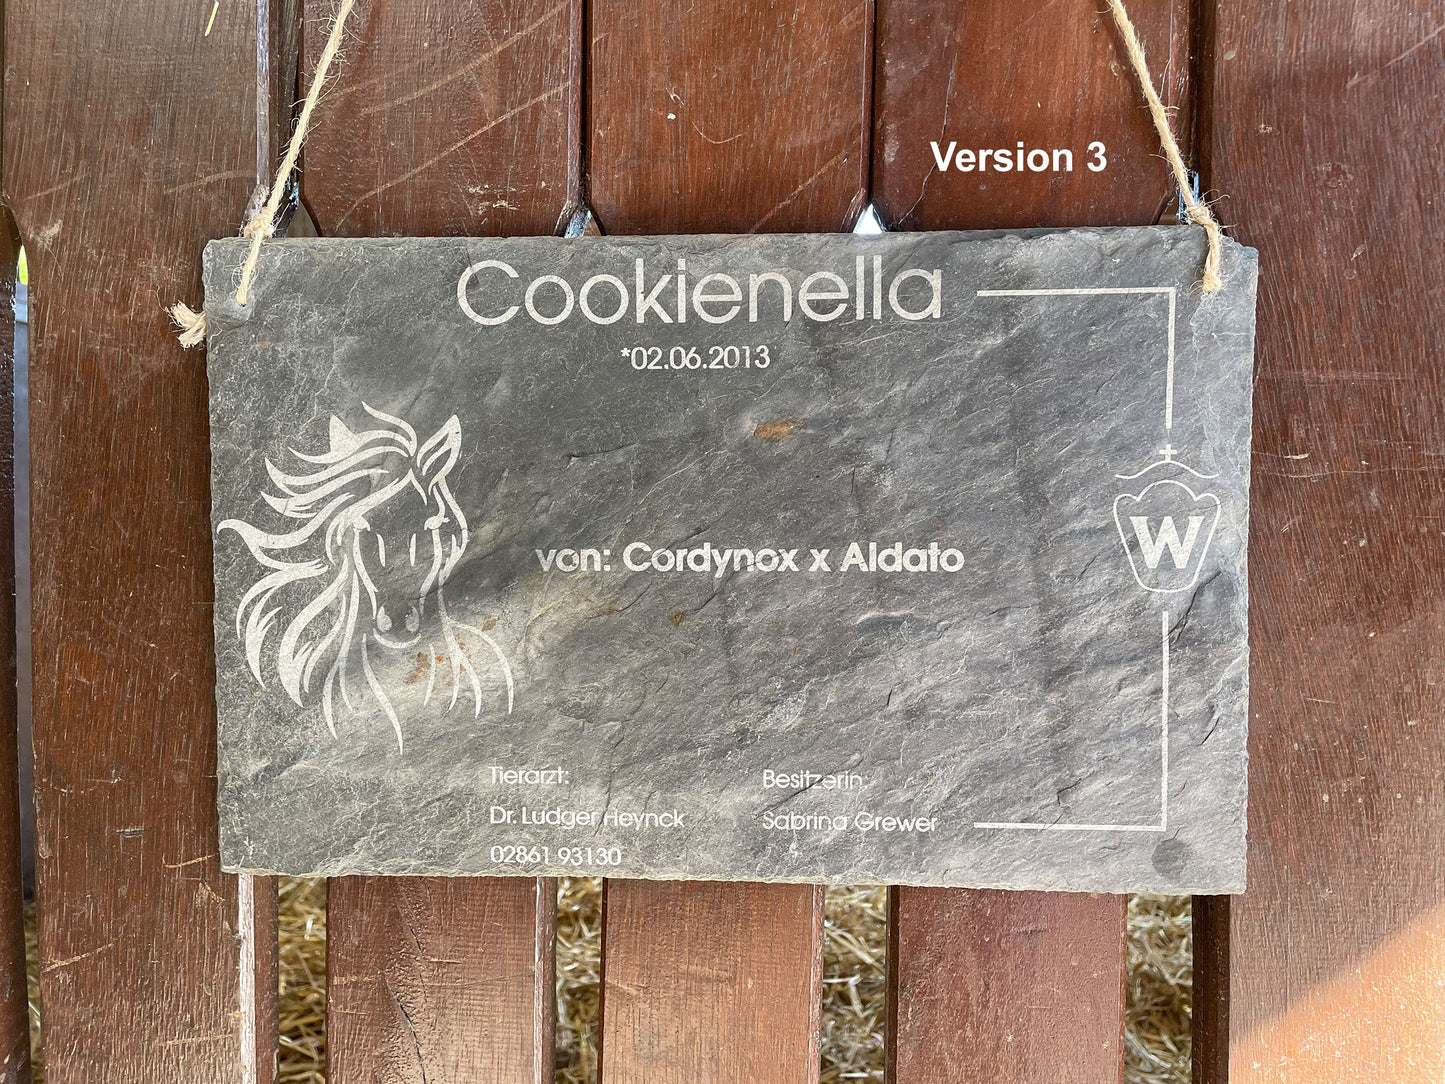 Version 3
Cookienella
*02.06.2013
von: Cordynox x Aldato
W
Tierarzt:
Dr. Ludger Heynck
02861 93130
Besitzerin:
Sabrina Grewer